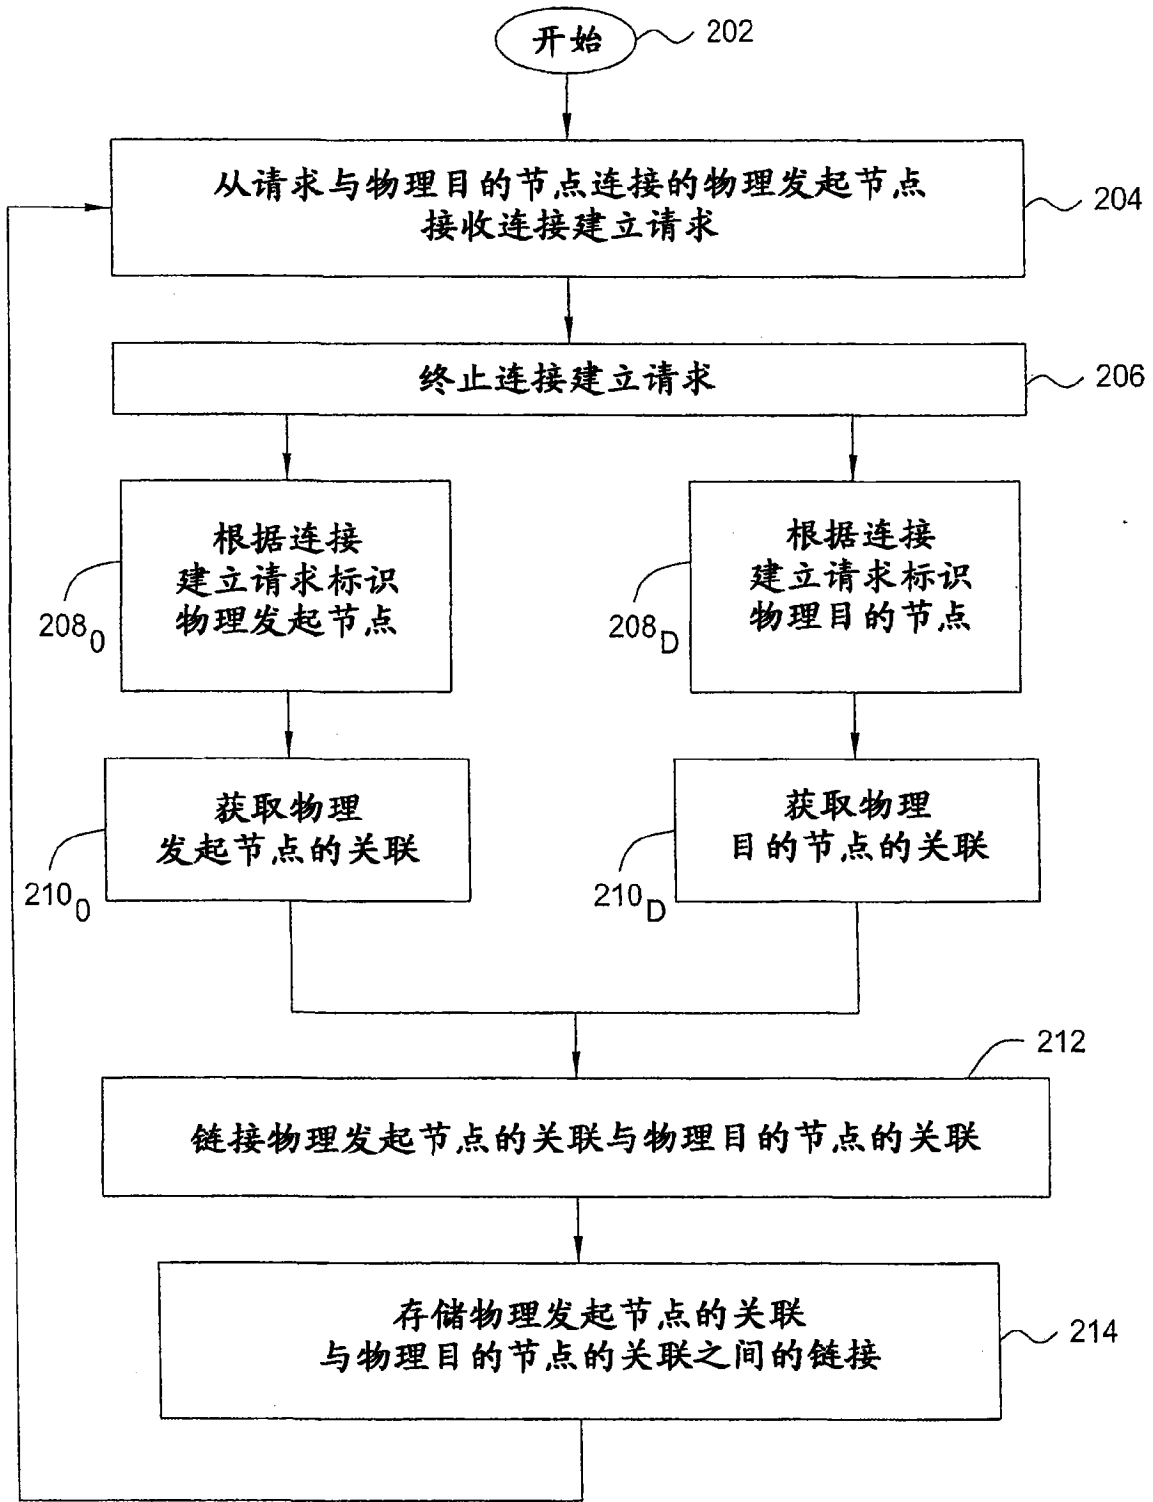 开始
202
从请求与物理目的节点连接的物理发起节点
接收连接建立请求
204
终止连接建立请求
206
根据连接
建立请求标识
物理发起节点
208O
根据连接
建立请求标识
物理目的节点
208D
获取物理
发起节点的关联
210O
获取物理
目的节点的关联
210D
212
链接物理发起节点的关联与物理目的节点的关联
存储物理发起节点的关联
与物理目的节点的关联之间的链接
214